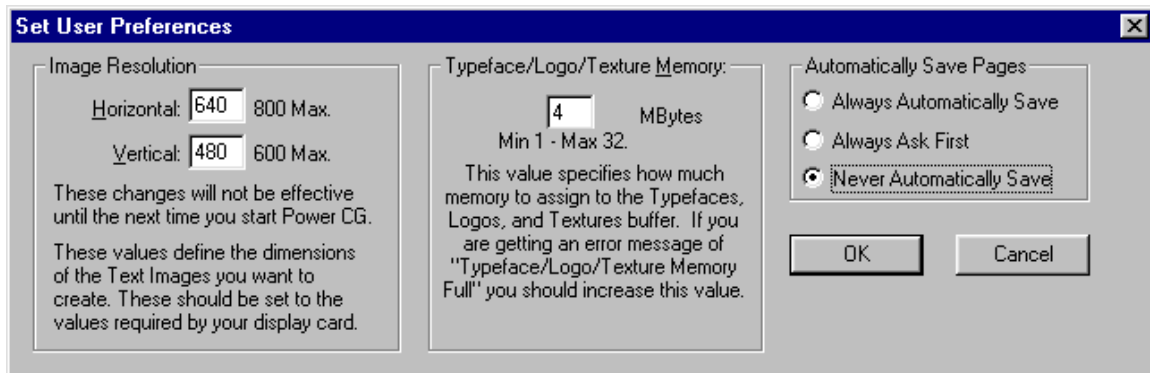 Set User Preferences
Image Resolution
Horizontal: 640 800 Max.
Vertical: 480 600 Max.
These changes will not be effective
until the next time you start Power CG.
These values define the dimensions
of the Text Images you want to
create. These should be set to the
values required by your display card.
Typeface/Logo/Texture Memory:
4 MBytes
Min 1 - Max 32.
This value specifies how much
memory to assign to the Typefaces,
Logos, and Textures buffer. If you
are getting an error message of
"Typeface/Logo/Texture Memory
Full" you should increase this value.
Automatically Save Pages
Always Automatically Save
Always Ask First
Never Automatically Save
OK Cancel